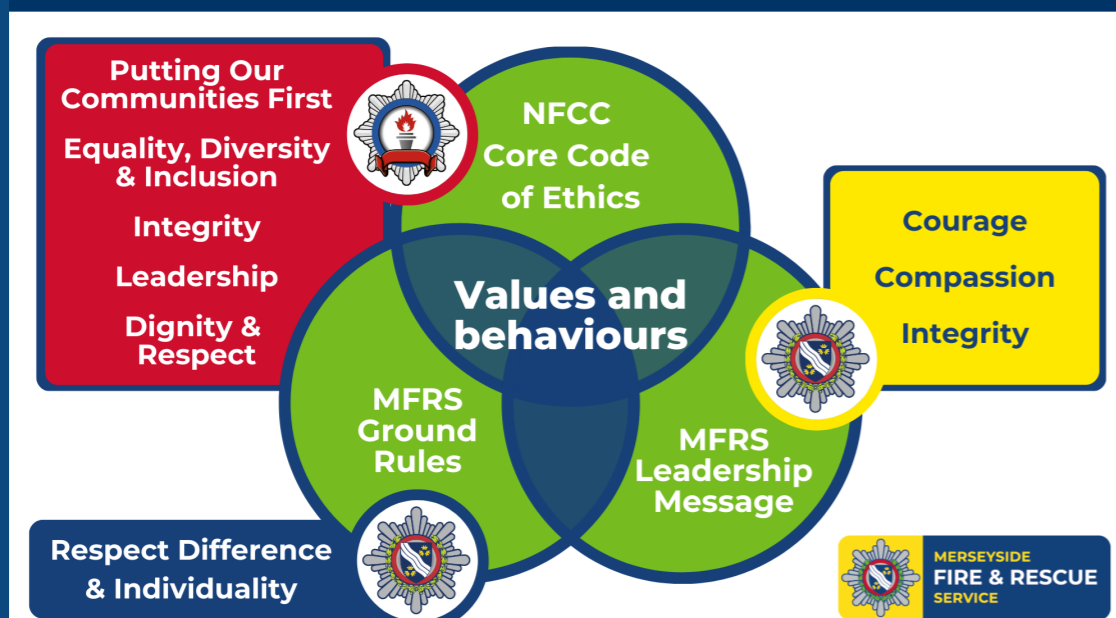 Putting Our
Communities First
Equality, Diversity
& Inclusion
Integrity
Leadership
Dignity &
Respect
NFCC
Core Code
of Ethics
Values and
behaviours
MFRS
Ground
Rules
MFRS
Leadership
Message
Courage
Compassion
Integrity
Respect Difference
& Individuality
MERSEYSIDE
FIRE & RESCUE
SERVICE